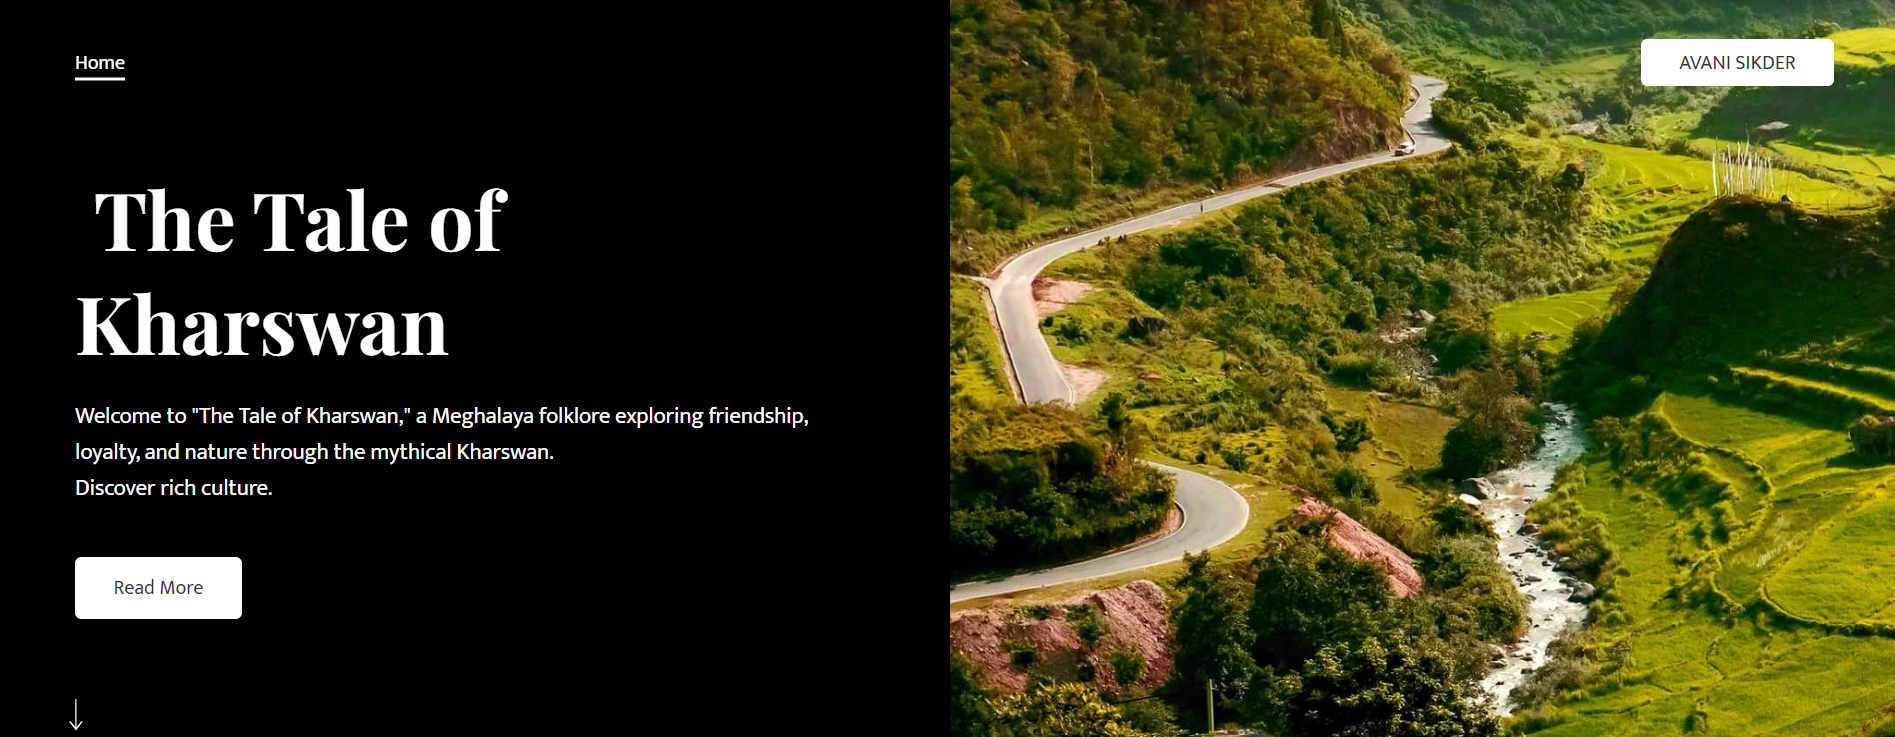 Home
AVANI SIKDER
The Tale of
Kharswan
Welcome to "The Tale of Kharswan," a Meghalaya folklore exploring friendship,
loyalty, and nature through the mythical Kharswan.
Discover rich culture.
Read More